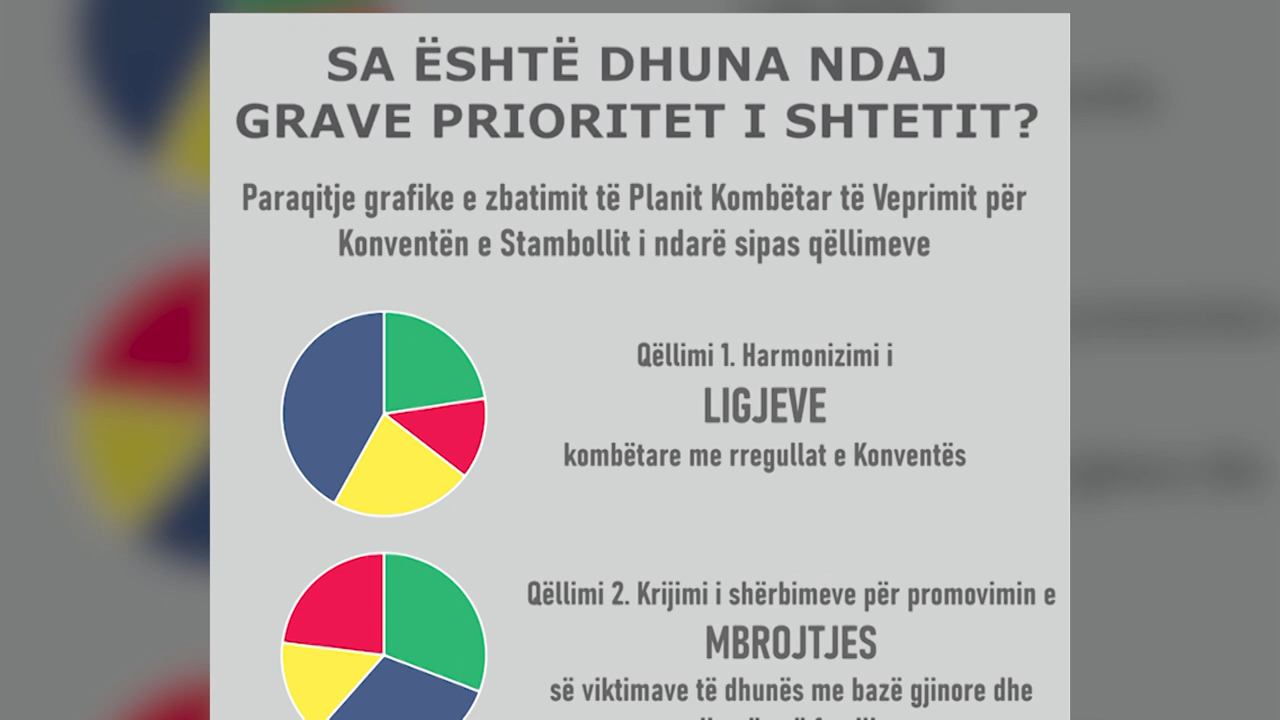 SA ËSHTË DHUNA NDAJ
GRAVE PRIORITET I SHTETIT?
Paraqitje grafike e zbatimit të Planit Kombëtar të Veprimit për
Konventën e Stambollit i ndarë sipas qëllimeve
Qëllimi 1. Harmonizimi i
LIGJEVE
kombëtare me rregullat e Konventës
Qëllimi 2. Krijimi i shërbimeve për promovimin e
MBROJTJES
së viktimave të dhunës me bazë gjinore dhe